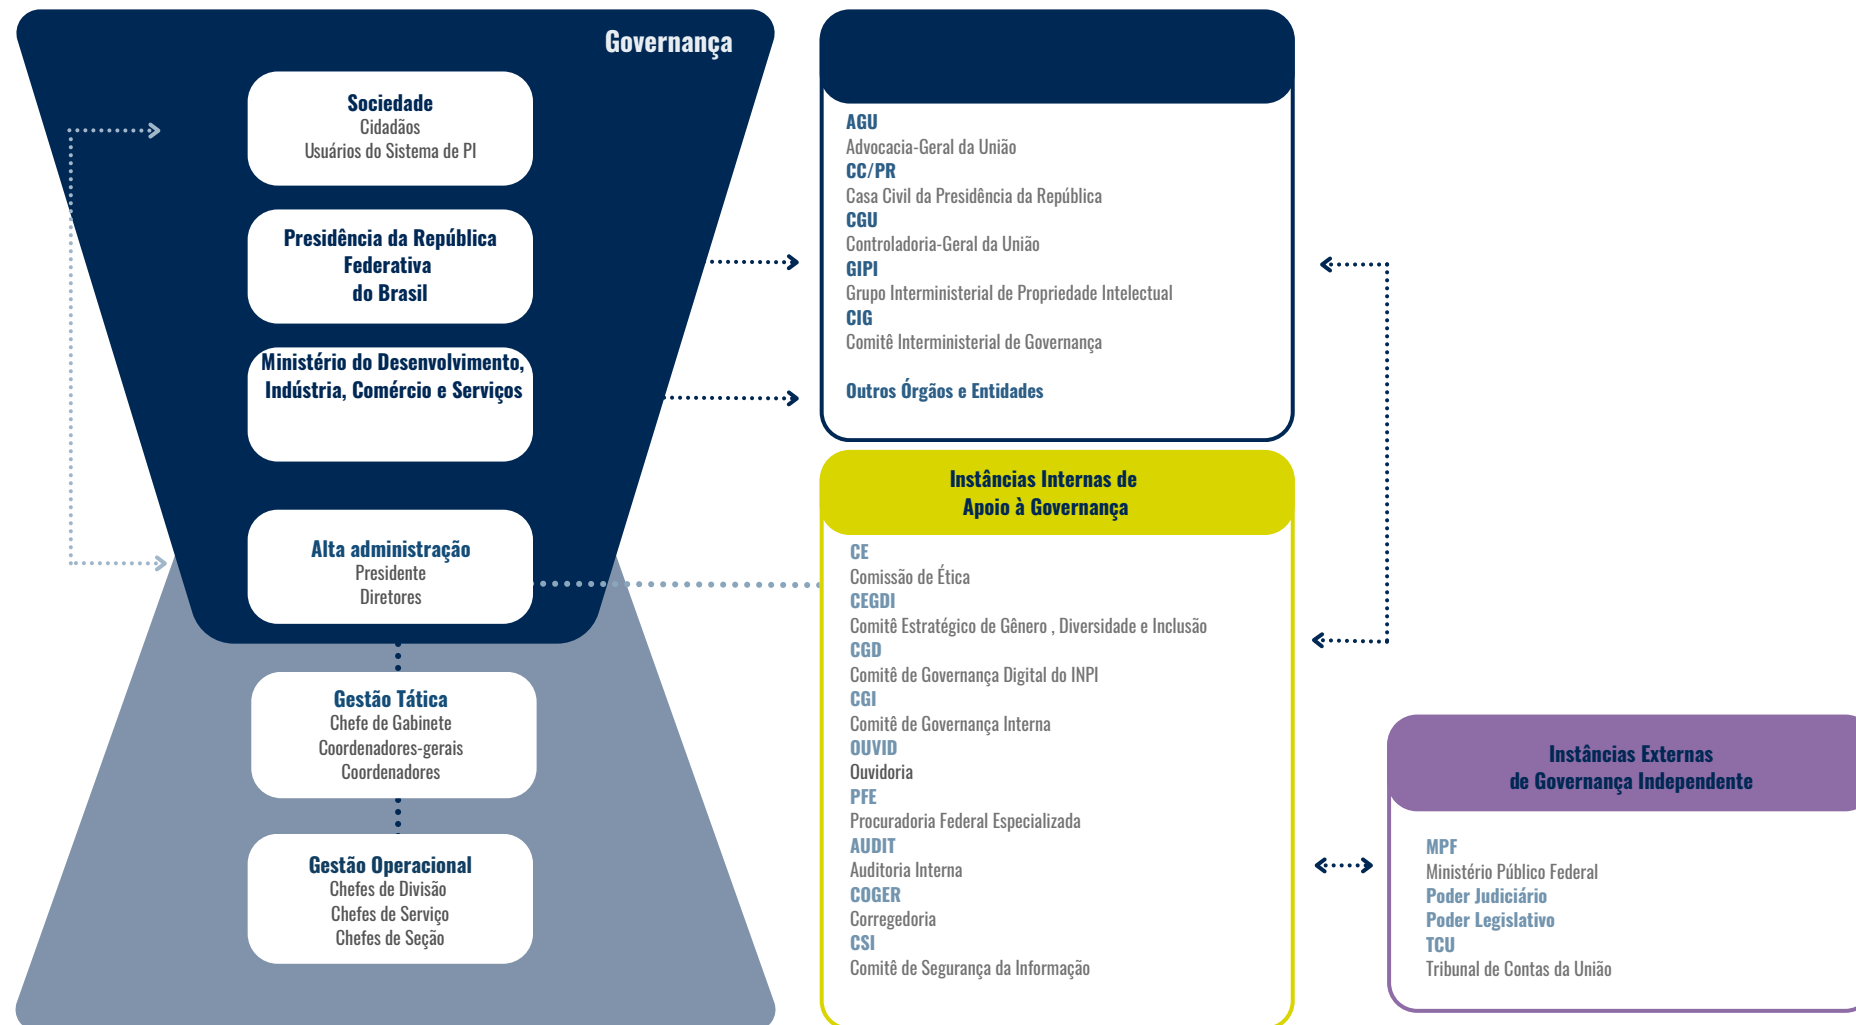 Governança
Sociedade
Cidadãos
Usuários do Sistema de PI
Presidência da República
Federativa
do Brasil
Ministério do Desenvolvimento,
Indústria, Comércio e Serviços
Alta administração
Presidente
Diretores
Gestão Tática
Chefe de Gabinete
Coordenadores-gerais
Coordenadores
Gestão Operacional
Chefes de Divisão
Chefes de Serviço
Chefes de Seção
AGU
Advocacia-Geral da União
CC/PR
Casa Civil da Presidência da República
CGU
Controladoria-Geral da União
GIPI
Grupo Interministerial de Propriedade Intelectual
CIG
Comitê Interministerial de Governança
Outros Órgãos e Entidades
Instâncias Internas de
Apoio à Governança
CE
Comissão de Ética
CEGDI
Comitê Estratégico de Gênero , Diversidade e Inclusão
CGD
Comitê de Governança Digital do INPI
CGI
Comitê de Governança Interna
OUVID
Ouvidoria
PFE
Procuradoria Federal Especializada
AUDIT
Auditoria Interna
COGER
Corregedoria
CSI
Comitê de Segurança da Informação
Instâncias Externas
de Governança Independente
MPF
Ministério Público Federal
Poder Judiciário
Poder Legislativo
TCU
Tribunal de Contas da União